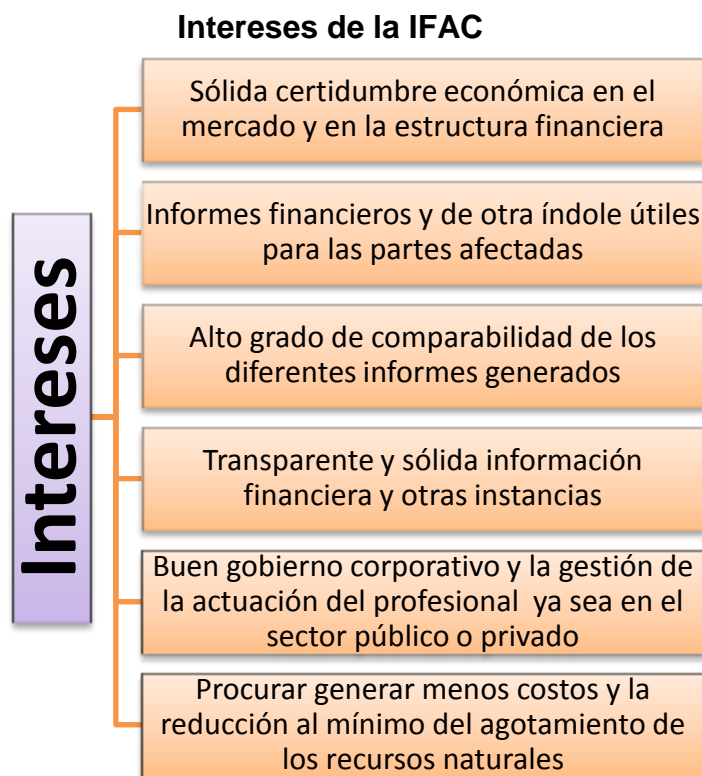 Intereses de la IFAC
Intereses
Sólida certidumbre económica en el
mercado y en la estructura financiera
Informes financieros y de otra índole útiles
para las partes afectadas
Alto grado de comparabilidad de los
diferentes informes generados
Transparente y sólida información
financiera y otras instancias
Buen gobierno corporativo y la gestión de
la actuación del profesional ya sea en el
sector público o privado
Procurar generar menos costos y la
reducción al mínimo del agotamiento de
los recursos naturales